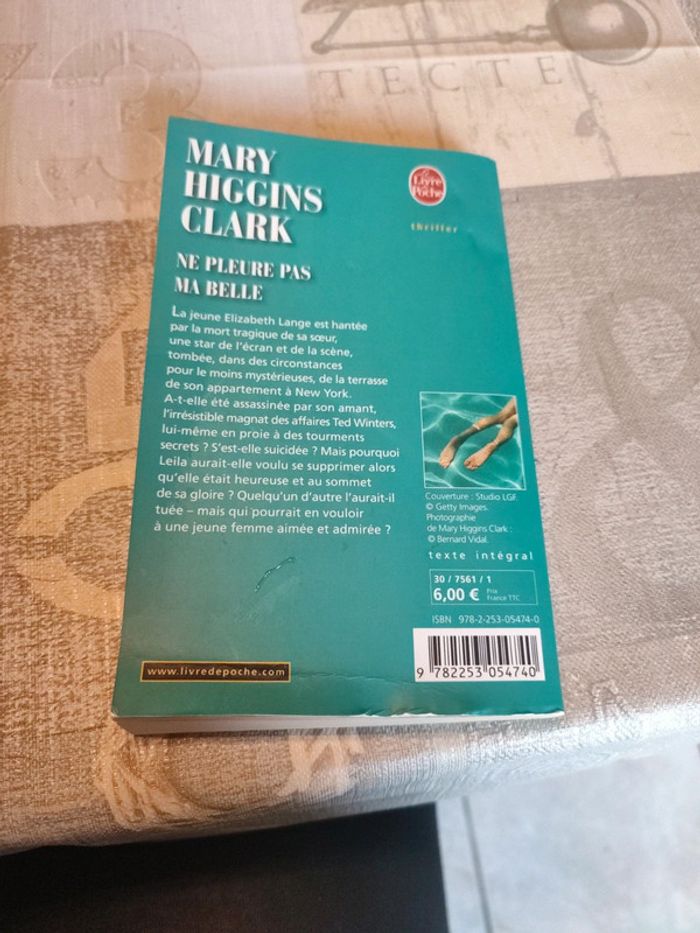 TECTE
MARY
HIGGINS
CLARK
Le Livre
de Poche
thriller
NE PLEURE PAS
MA BELLE
La jeune Elizabeth Lange est hantée
par la mort tragique de sa sœur,
une star de l'écran et de la scène,
tombée, dans des circonstances
pour le moins mystérieuses, de la terrasse
de son appartement à New York.
A-t-elle été assassinée par son amant,
l'irrésistible magnat des affaires Ted Winters,
lui-même en proie à des tourments
secrets ? S'est-elle suicidée ? Mais pourquoi
Leila aurait-elle voulu se supprimer alors
qu'elle était heureuse et au sommet
de sa gloire ? Quelqu'un d'autre l'aurait-il
tuée – mais qui pourrait en vouloir
à une jeune femme aimée et admirée ?
Couverture : Studio LGF.
© Getty Images.
Photographie
de Mary Higgins Clark :
© Bernard Vidal.
texte intégral
30 / 7561 / 1
6,00 € Prix
France TTC
ISBN 978-2-253-05474-0
9 782253 054740
www.livredepoche.com